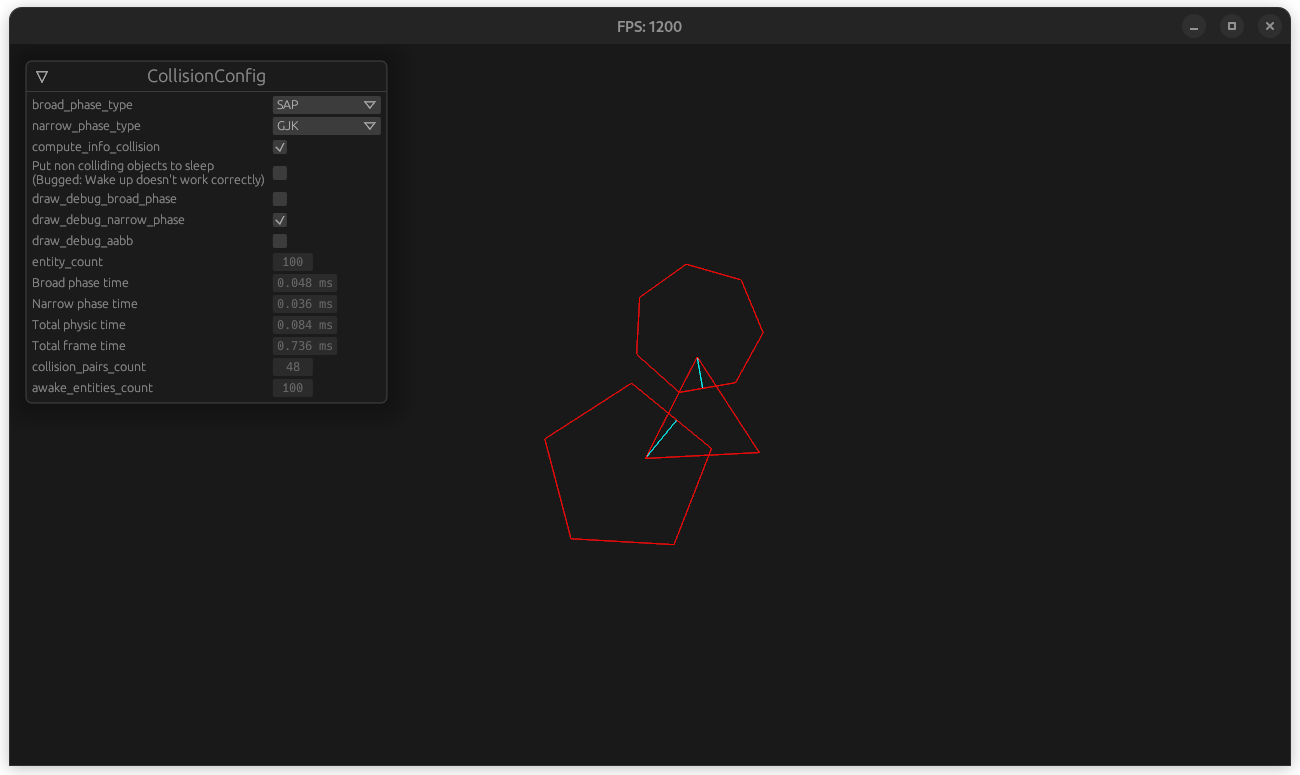 FPS: 1200
CollisionConfig
broad_phase_type SAP
narrow_phase_type GJK
compute_info_collision
Put non colliding objects to sleep
(Bugged: Wake up doesn't work correctly)
draw_debug_broad_phase
draw_debug_narrow_phase
draw_debug_aabb
entity_count 100
Broad phase time 0.048 ms
Narrow phase time 0.036 ms
Total physic time 0.084 ms
Total frame time 0.736 ms
collision_pairs_count 48
awake_entities_count 100